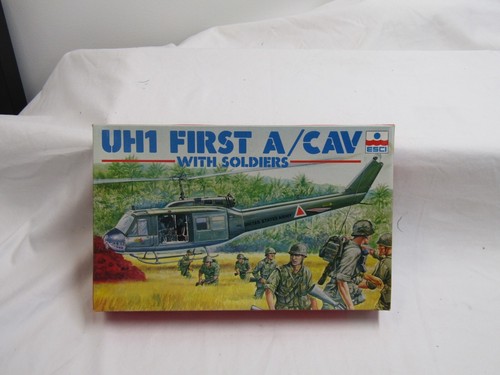 UH1 FIRST A/CAV
WITH SOLDIERS
ESCI